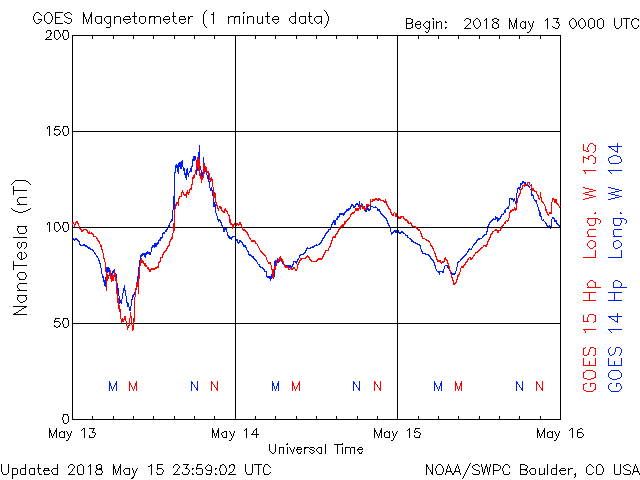 GOES Magnetometer (1 minute data)
Begin: 2018 May 13 0000 UTC
200
150
100
50
0
NanoTesla (nT)
M M N N M M N N M M N N
May 13 May 14 May 15 May 16
Universal Time
GOES 15 Hp Long. W 135
GOES 14 Hp Long. W 104
Updated 2018 May 15 23:59:02 UTC
NOAA/SWPC Boulder, CO USA